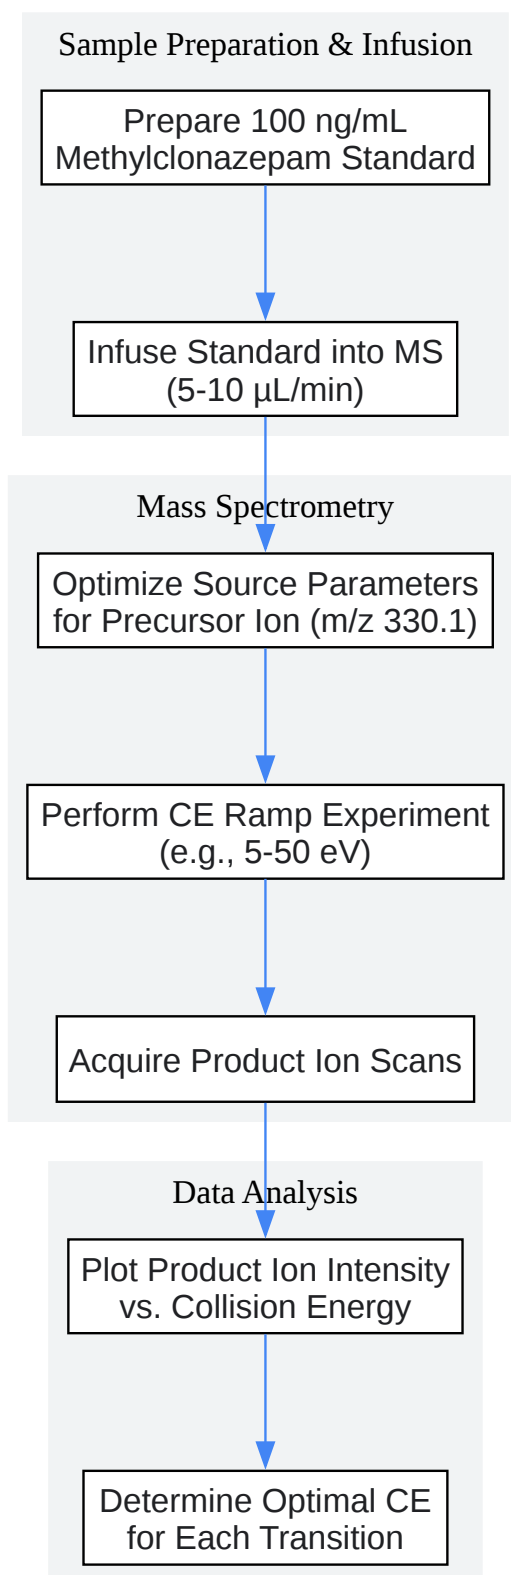 Sample Preparation & Infusion
Prepare 100 ng/mL
Methylclonazepam Standard
Infuse Standard into MS
(5-10 µL/min)
Mass Spectrometry
Optimize Source Parameters
for Precursor Ion (m/z 330.1)
Perform CE Ramp Experiment
(e.g., 5-50 eV)
Acquire Product Ion Scans
Data Analysis
Plot Product Ion Intensity
vs. Collision Energy
Determine Optimal CE
for Each Transition